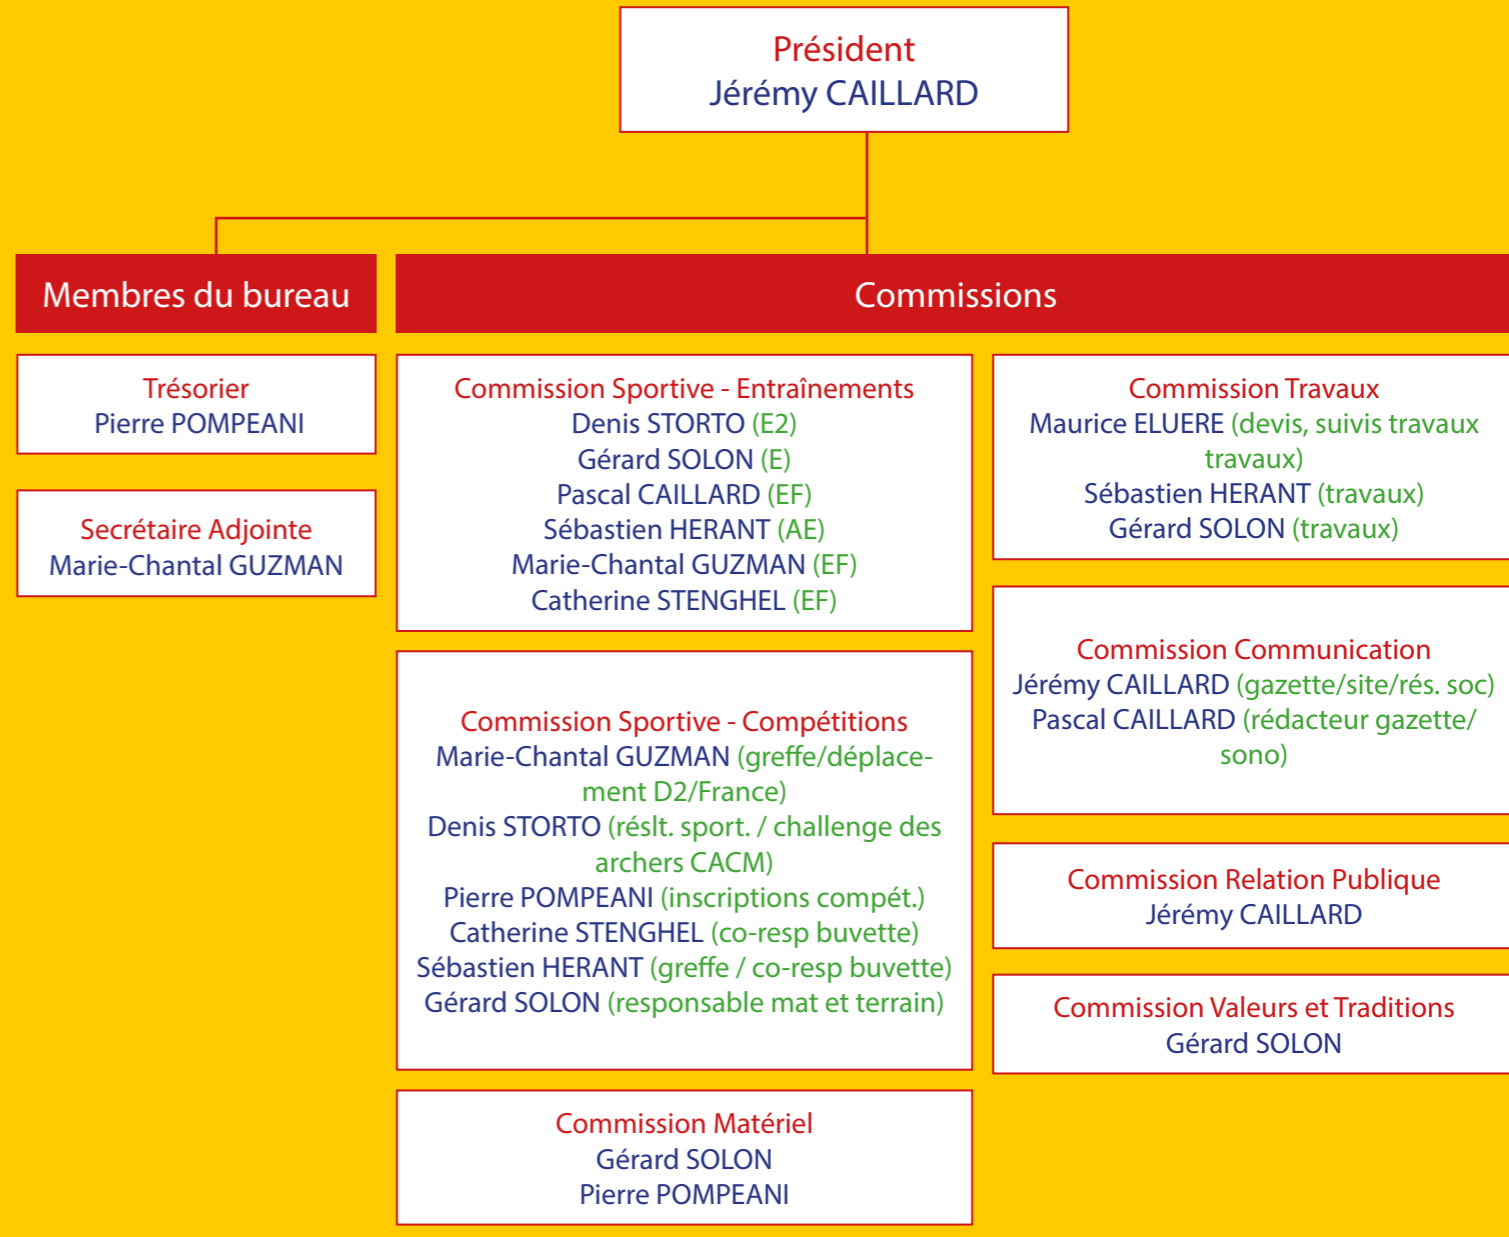 Président
Jérémy CAILLARD
Membres du bureau
Commissions
Trésorier
Pierre POMPEANI
Secrétaire Adjointe
Marie-Chantal GUZMAN
Commission Sportive - Entraînements
Denis STORTO (E2)
Gérard SOLON (E)
Pascal CAILLARD (EF)
Sébastien HERANT (AE)
Marie-Chantal GUZMAN (EF)
Catherine STENGHEL (EF)
Commission Sportive - Compétitions
Marie-Chantal GUZMAN (greffe/déplace-
ment D2/France)
Denis STORTO (réslt. sport. / challenge des
archers CACM)
Pierre POMPEANI (inscriptions compét.)
Catherine STENGHEL (co-resp buvette)
Sébastien HERANT (greffe / co-resp buvette)
Gérard SOLON (responsable mat et terrain)
Commission Matériel
Gérard SOLON
Pierre POMPEANI
Commission Travaux
Maurice ELUERE (devis, suivis travaux
travaux)
Sébastien HERANT (travaux)
Gérard SOLON (travaux)
Commission Communication
Jérémy CAILLARD (gazette/site/rés. soc)
Pascal CAILLARD (rédacteur gazette/
sono)
Commission Relation Publique
Jérémy CAILLARD
Commission Valeurs et Traditions
Gérard SOLON